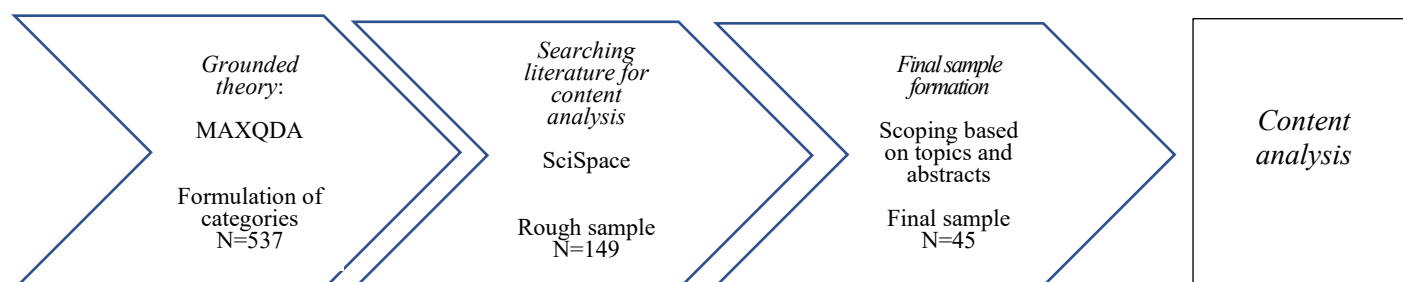 Grounded
theory:
MAXQDA
Formulation of
categories
N=537
Searching
literature for
content
analysis
SciSpace
Rough sample
N=149
Final sample
formation
Scoping based
on topics and
abstracts
Final sample
N=45
Content
analysis